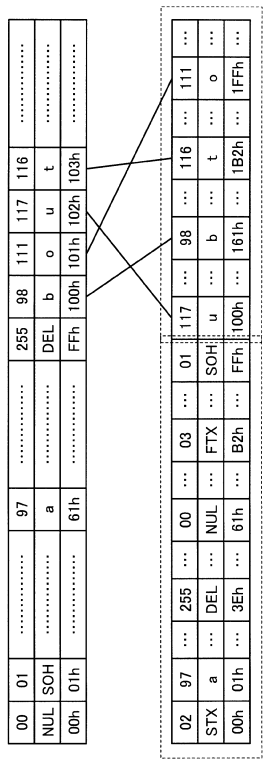 00 01 ............ 97 ............ 255 98 111 117 116 ............
NUL SOH ............ a ............ DEL b o u t ............
00h 01h ............ 61h ............ FFh 100h 101h 102h 103h ............
02 97 ... 255 ... 00 ... 03 ... 01 117 ... 98 ... 116 ... 111 ...
STX a ... DEL ... NUL ... FTX ... SOH u ... b ... t ... o ...
00h 01h ... 3Eh ... 61h ... B2h ... FFh 100h ... 161h ... 1B2h ... 1FFh ...